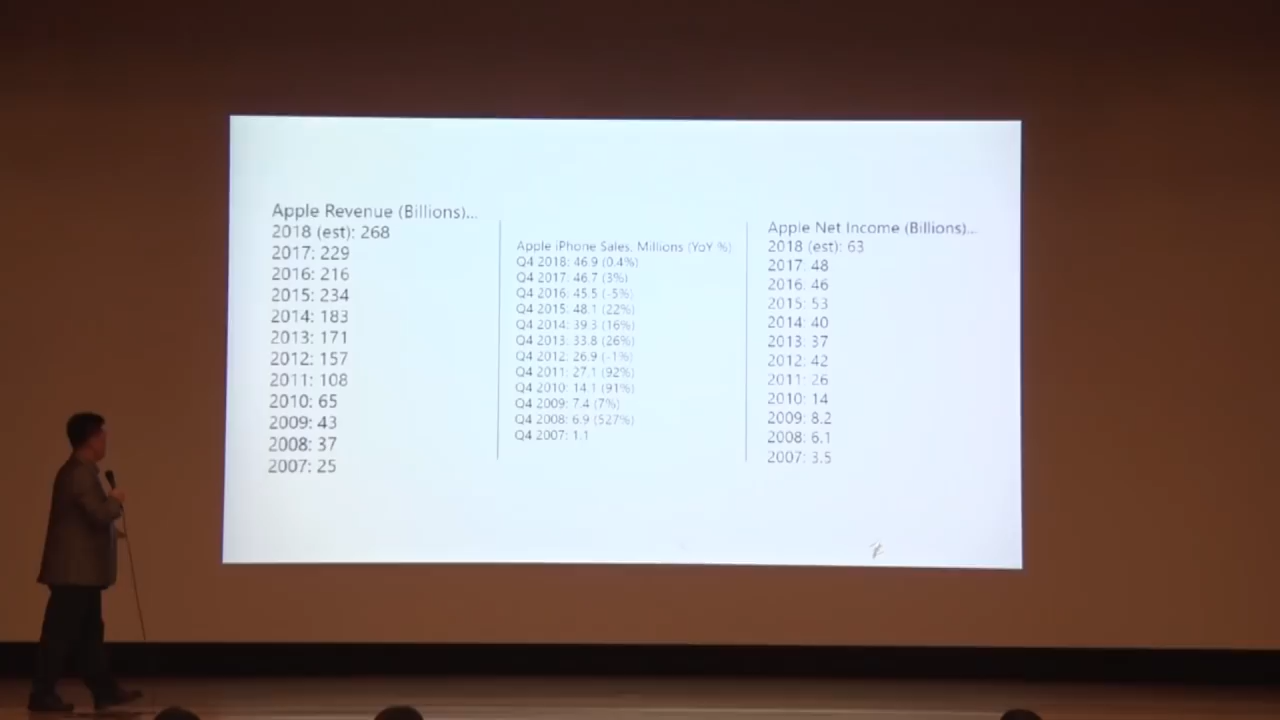 Apple Revenue (Billions)...
2018 (est): 268
2017: 229
2016: 216
2015: 234
2014: 183
2013: 171
2012: 157
2011: 108
2010: 65
2009: 43
2008: 37
2007: 25
Apple iPhone Sales, Millions (YoY %)
Q4 2018: 46.9 (0.4%)
Q4 2017: 46.7 (3%)
Q4 2016: 45.5 (-5%)
Q4 2015: 48.1 (22%)
Q4 2014: 39.3 (16%)
Q4 2013: 33.8 (26%)
Q4 2012: 26.9 (-1%)
Q4 2011: 27.1 (92%)
Q4 2010: 14.1 (91%)
Q4 2009: 7.4 (7%)
Q4 2008: 6.9 (527%)
Q4 2007: 1.1
Apple Net Income (Billions)...
2018 (est): 63
2017: 48
2016: 46
2015: 53
2014: 40
2013: 37
2012: 42
2011: 26
2010: 14
2009: 8.2
2008: 6.1
2007: 3.5